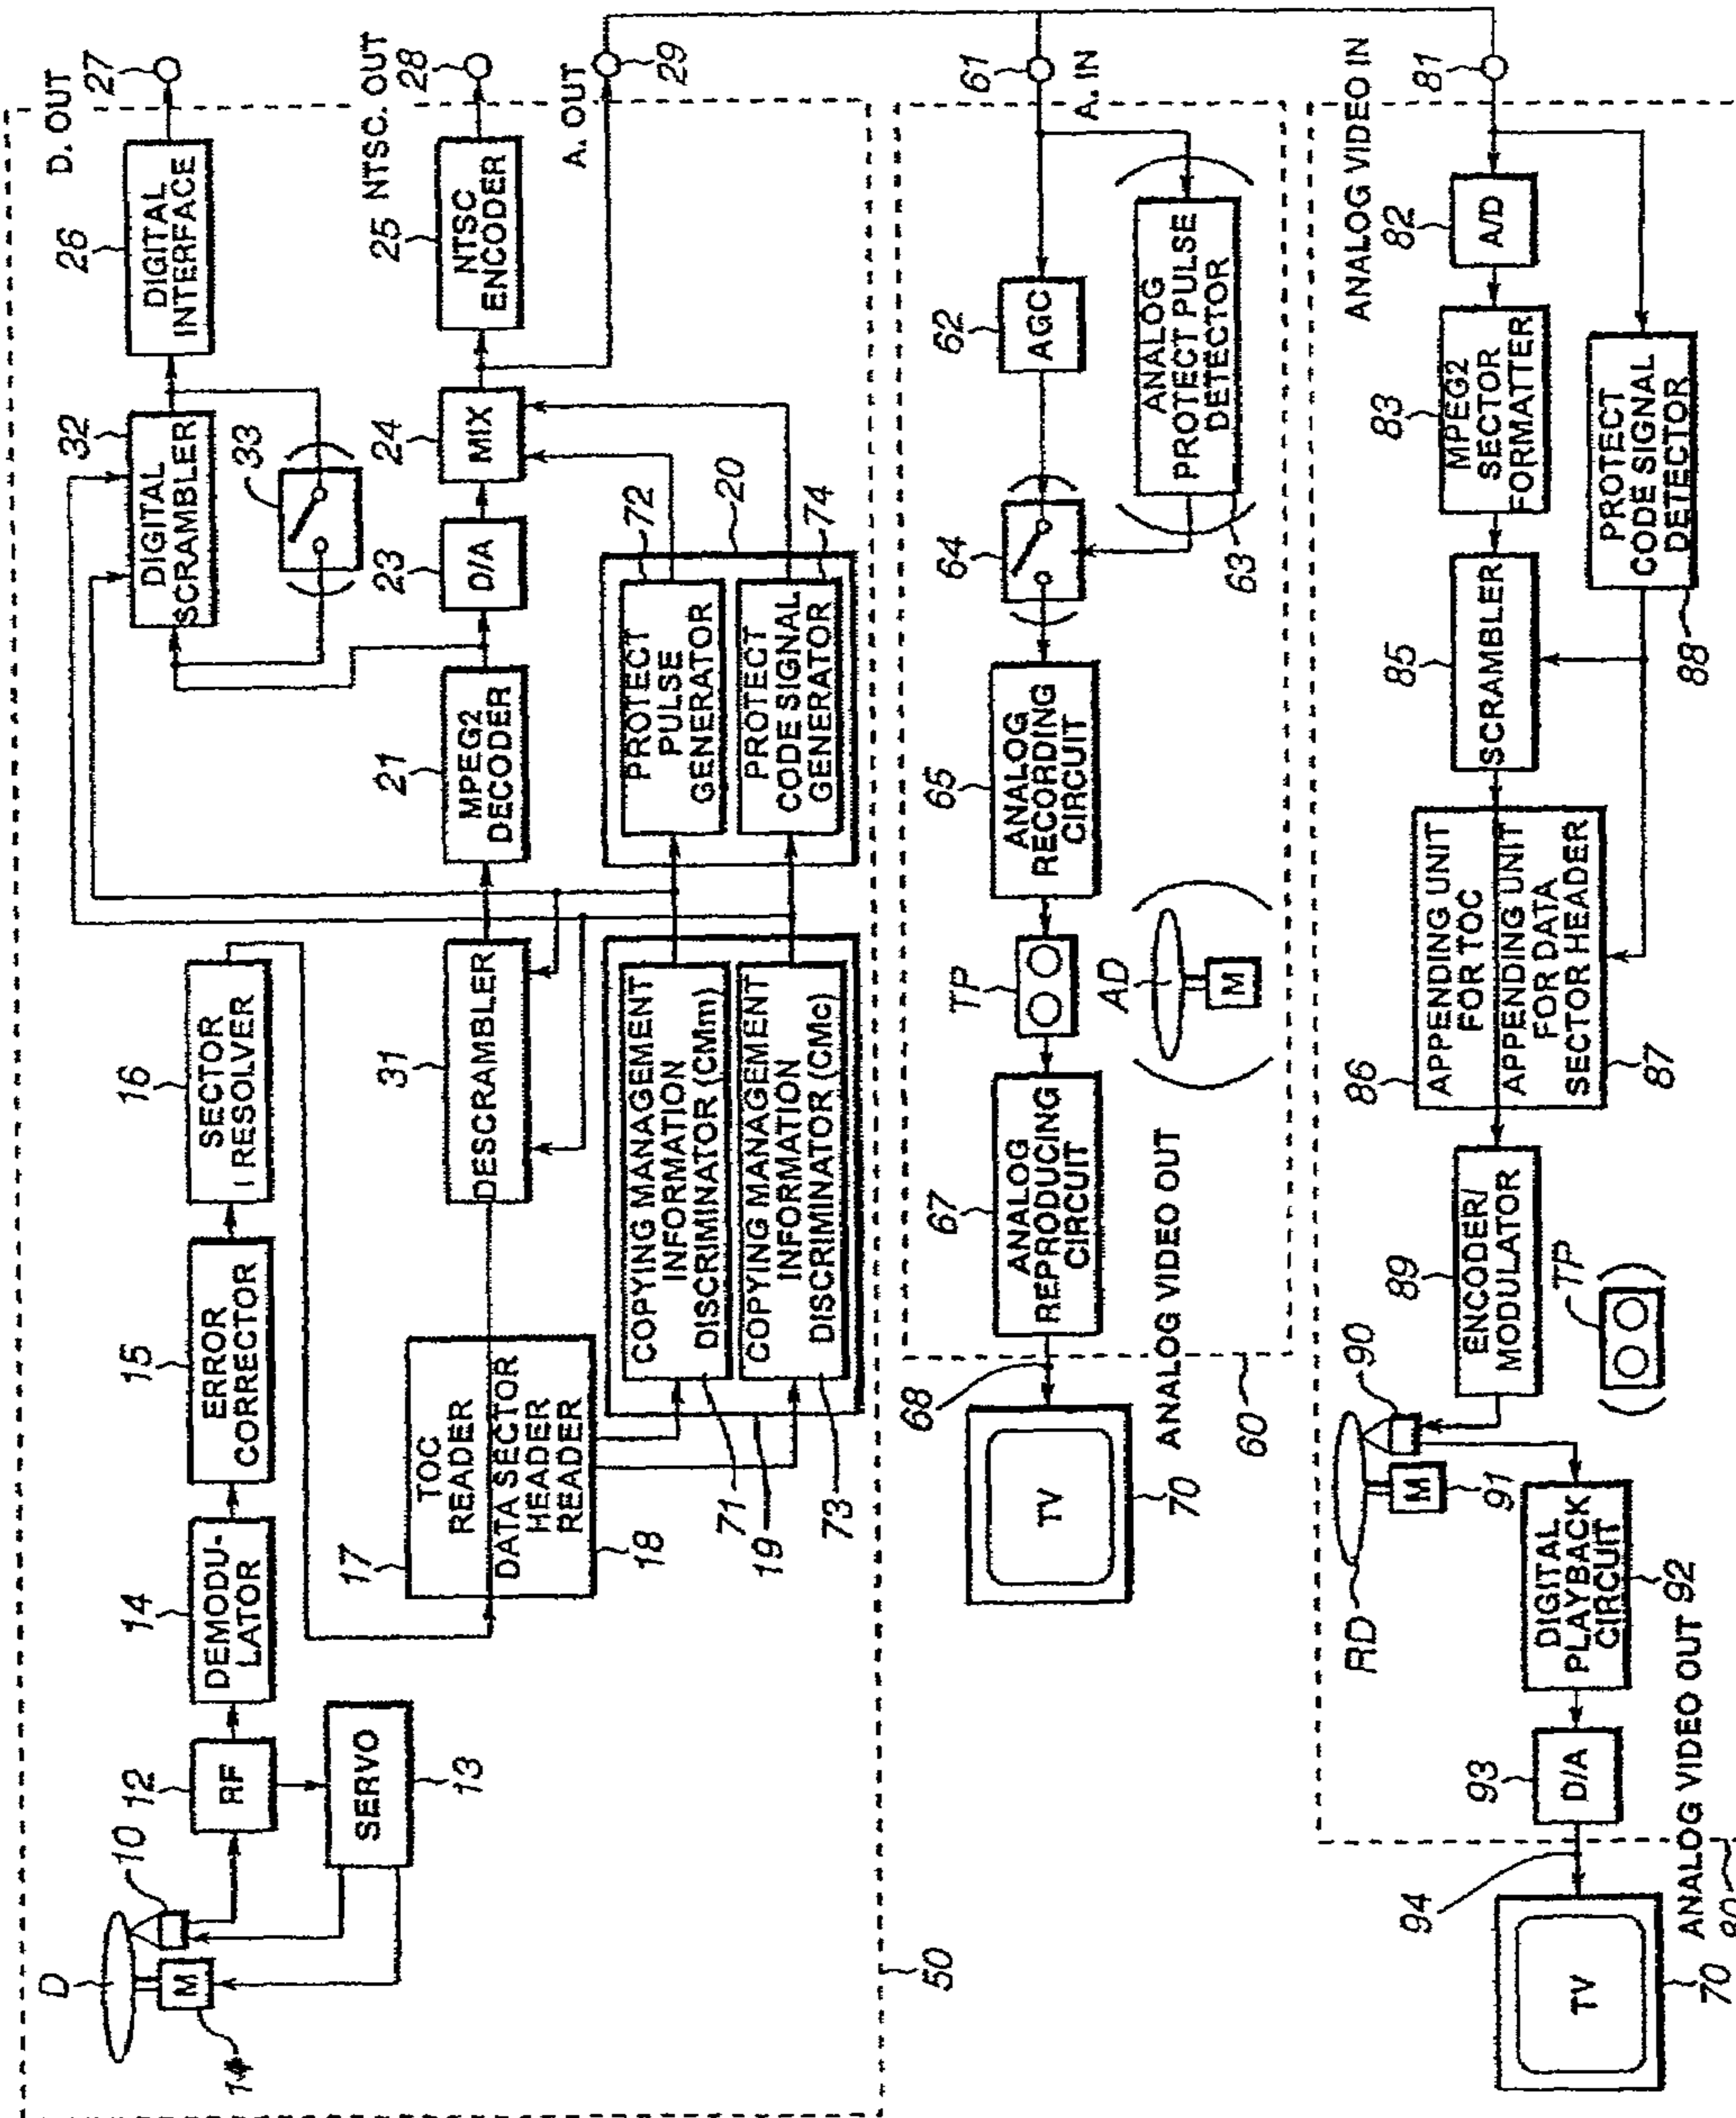 D
10
M
11
12
RF
SERVO
13
14
DEMODU-
LATOR
15
ERROR
CORRECTOR
16
SECTOR
RESOLVER
17
TOC
READER
DATA SECTOR
HEADER
READER
18
31
DESCRAMBLER
COPYING MANAGEMENT
INFORMATION
DISCRIMINATOR (CMm)
71
COPYING MANAGEMENT
INFORMATION
DISCRIMINATOR (CMc)
73
19
21
MPEG2
DECODER
PROTECT
PULSE
GENERATOR
72
PROTECT
CODE SIGNAL
GENERATOR
74
20
23
D/A
24
MIX
DIGITAL
SCRAMBLER
32
33
26
DIGITAL
INTERFACE
D. OUT
27
25
NTSC
ENCODER
NTSC. OUT
28
A. OUT
29
50
61
A. IN
62
AGC
ANALOG
PROTECT PULSE
DETECTOR
63
64
65
ANALOG
RECORDING
CIRCUIT
TP
AD
M
67
ANALOG
REPRODUCING
CIRCUIT
68
ANALOG VIDEO OUT
TV
70
60
ANALOG VIDEO IN
81
82
A/D
83
MPEG2
SECTOR
FORMATTER
85
SCRAMBLER
PROTECT
CODE SIGNAL
DETECTOR
88
86
APPENDING UNIT
FOR TOC
APPENDING UNIT
FOR DATA
SECTOR HEADER
87
89
ENCODER/
MODULATOR
TP
90
RD
M
91
DIGITAL
PLAYBACK
CIRCUIT
92
93
D/A
94
ANALOG VIDEO OUT
TV
70
80